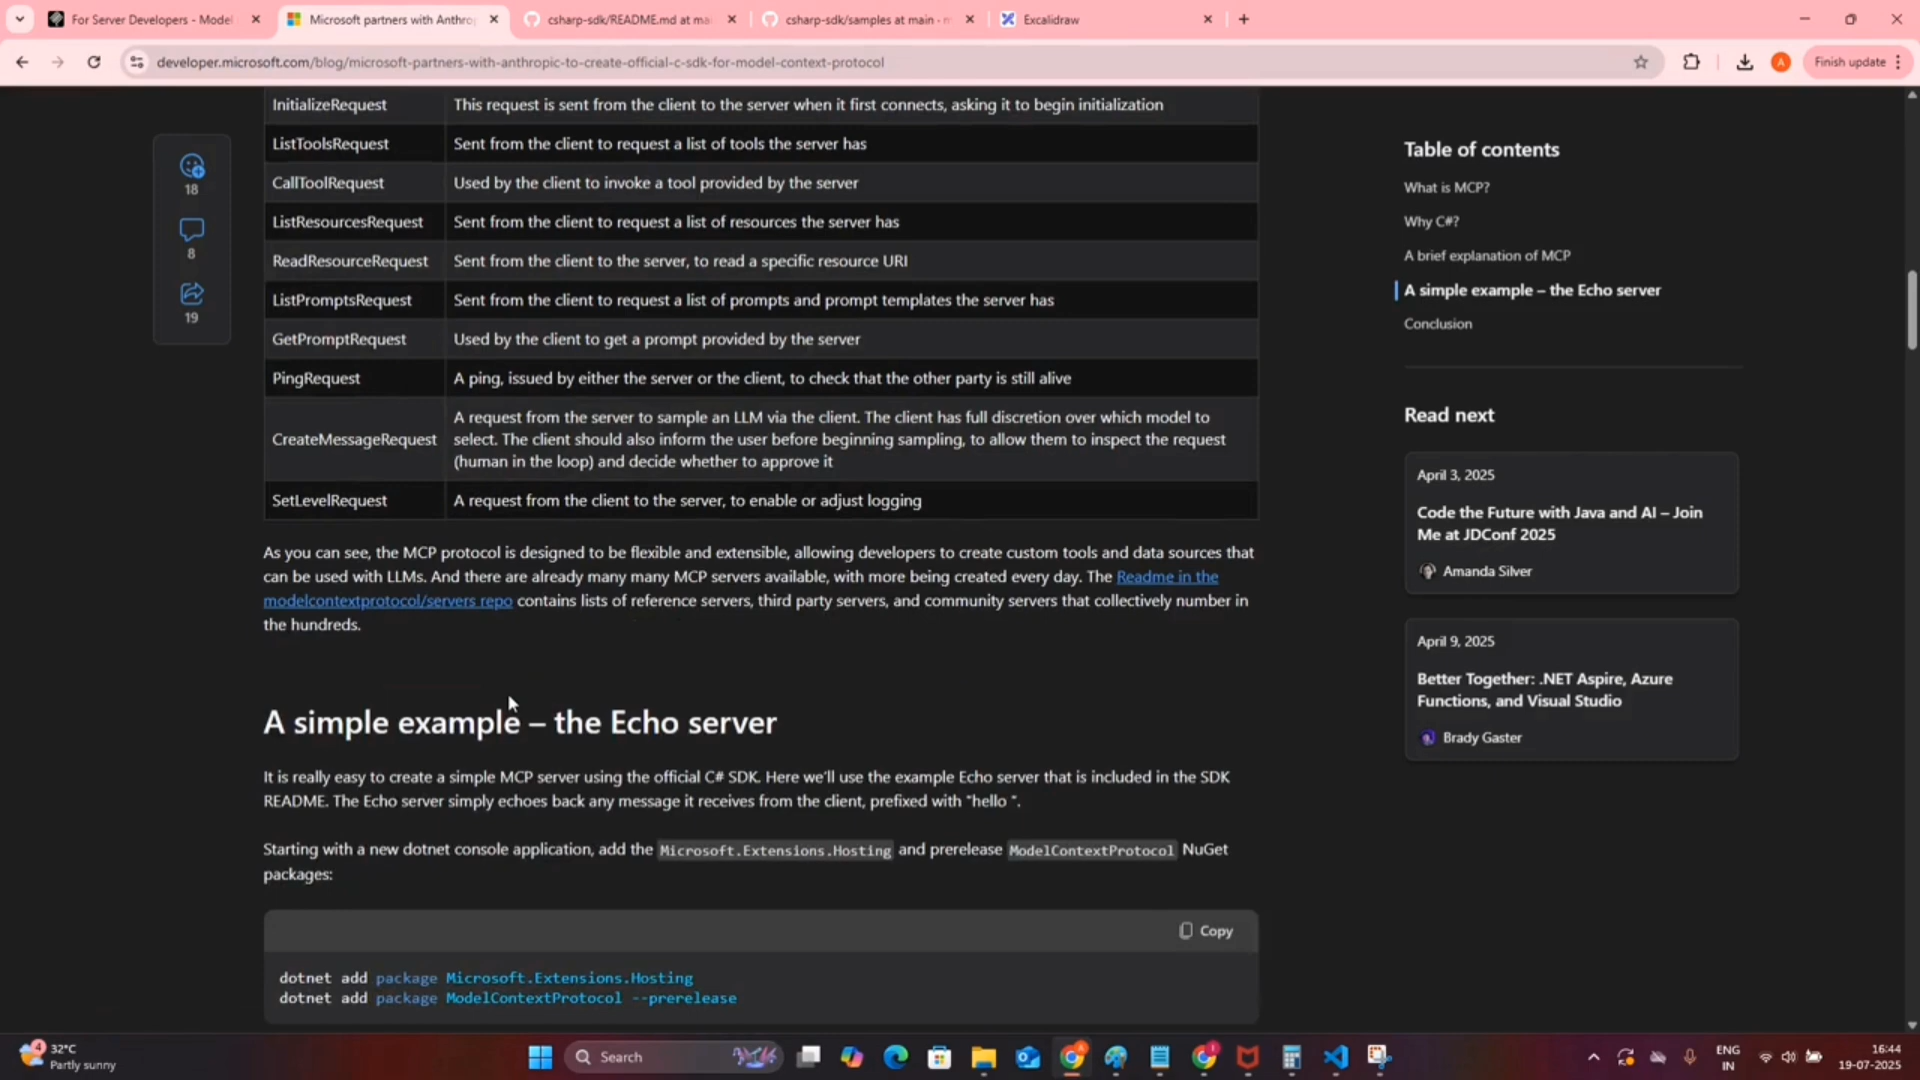 For Server Developers - Model
Microsoft partners with Anthrop
csharp-sdk/README.md at ma
csharp-sdk/samples at main · m
Excalidraw
developer.microsoft.com/blog/microsoft-partners-with-anthropic-to-create-official-c-sdk-for-model-context-protocol
A
Finish update
InitializeRequest This request is sent from the client to the server when it first connects, asking it to begin initialization
ListToolsRequest Sent from the client to request a list of tools the server has
CallToolRequest Used by the client to invoke a tool provided by the server
ListResourcesRequest Sent from the client to request a list of resources the server has
ReadResourceRequest Sent from the client to the server, to read a specific resource URI
ListPromptsRequest Sent from the client to request a list of prompts and prompt templates the server has
GetPromptRequest Used by the client to get a prompt provided by the server
PingRequest A ping, issued by either the server or the client, to check that the other party is still alive
CreateMessageRequest A request from the server to sample an LLM via the client. The client has full discretion over which model to
select. The client should also inform the user before beginning sampling, to allow them to inspect the request
(human in the loop) and decide whether to approve it
SetLevelRequest A request from the client to the server, to enable or adjust logging
18
8
19
As you can see, the MCP protocol is designed to be flexible and extensible, allowing developers to create custom tools and data sources that
can be used with LLMs. And there are already many many MCP servers available, with more being created every day. The Readme in the
modelcontextprotocol/servers repo contains lists of reference servers, third party servers, and community servers that collectively number in
the hundreds.
A simple example – the Echo server
It is really easy to create a simple MCP server using the official C# SDK. Here we'll use the example Echo server that is included in the SDK
README. The Echo server simply echoes back any message it receives from the client, prefixed with "hello ".
Starting with a new dotnet console application, add the Microsoft.Extensions.Hosting and prerelease ModelContextProtocol NuGet
packages:
Copy
dotnet add package Microsoft.Extensions.Hosting
dotnet add package ModelContextProtocol --prerelease
Table of contents
What is MCP?
Why C#?
A brief explanation of MCP
A simple example – the Echo server
Conclusion
Read next
April 3, 2025
Code the Future with Java and AI – Join
Me at JDConf 2025
Amanda Silver
April 9, 2025
Better Together: .NET Aspire, Azure
Functions, and Visual Studio
Brady Gaster
4
32°C
Partly sunny
Search
ENG
IN
16:44
19-07-2025